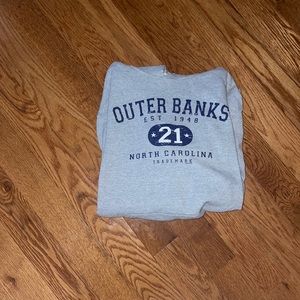 OUTER BANKS
EST 1948
21
NORTH CAROLINA
TRADEMARK